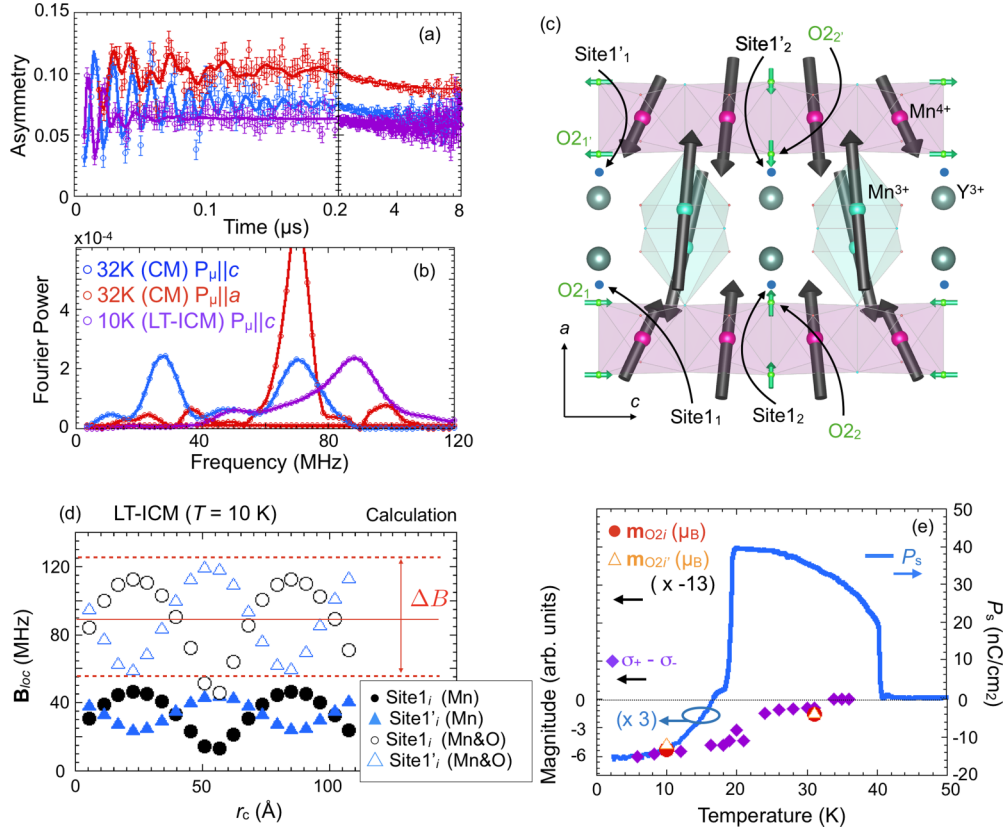 (a)
Asymmetry
0.15
0.10
0.05
0
0
0.1
0.2
4
8
Time (μs)
x10-4
(b)
32K (CM) Pμ||c
32K (CM) Pμ||a
10K (LT-ICM) Pμ||c
Fourier Power
4
2
0
0
40
80
120
Frequency (MHz)
(c)
Site1'1
Site1'2
O22'
Mn4+
O21'
Mn3+
Y3+
O21
a
c
Site11
Site12
O22
(d)
LT-ICM (T = 10 K)
Calculation
Bloc (MHz)
120
80
40
0
ΔB
Site1i (Mn)
Site1'i (Mn)
Site1i (Mn&O)
Site1'i (Mn&O)
0
50
100
rc (Å)
(e)
mO2i (μB)
mO2i' (μB)
(x -13)
Ps
σ+ - σ-
(x 3)
Magnitude (arb. units)
0
-3
-6
50
40
30
20
10
0
-10
-20
Ps (nC/cm2)
0
10
20
30
40
50
Temperature (K)